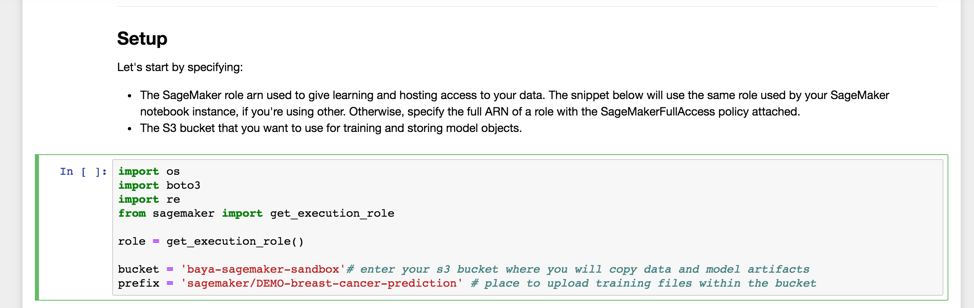 Setup
Let's start by specifying:
• The SageMaker role arn used to give learning and hosting access to your data. The snippet below will use the same role used by your SageMaker
notebook instance, if you're using other. Otherwise, specify the full ARN of a role with the SageMakerFullAccess policy attached.
• The S3 bucket that you want to use for training and storing model objects.
In [ ]: import os
import boto3
import re
from sagemaker import get_execution_role
role = get_execution_role()
bucket = 'baya-sagemaker-sandbox'# enter your s3 bucket where you will copy data and model artifacts
prefix = 'sagemaker/DEMO-breast-cancer-prediction' # place to upload training files within the bucket